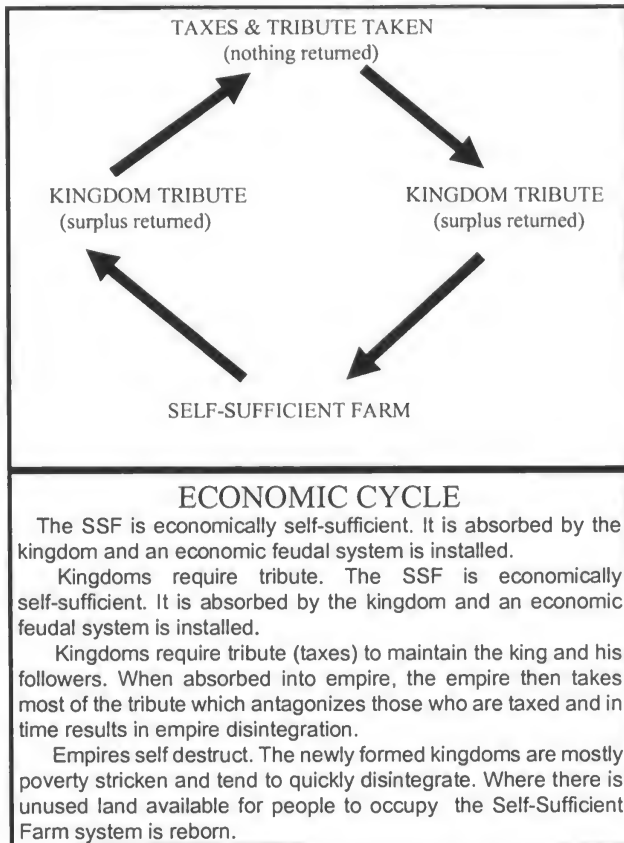 TAXES & TRIBUTE TAKEN
(nothing returned)
KINGDOM TRIBUTE
(surplus returned)
KINGDOM TRIBUTE
(surplus returned)
SELF-SUFFICIENT FARM
ECONOMIC CYCLE
The SSF is economically self-sufficient. It is absorbed by the
kingdom and an economic feudal system is installed.
Kingdoms require tribute. The SSF is economically
self-sufficient. It is absorbed by the kingdom and an economic
feudal system is installed.
Kingdoms require tribute (taxes) to maintain the king and his
followers. When absorbed into empire, the empire then takes
most of the tribute which antagonizes those who are taxed and in
time results in empire disintegration.
Empires self destruct. The newly formed kingdoms are mostly
poverty stricken and tend to quickly disintegrate. Where there is
unused land available for people to occupy the Self-Sufficient
Farm system is reborn.